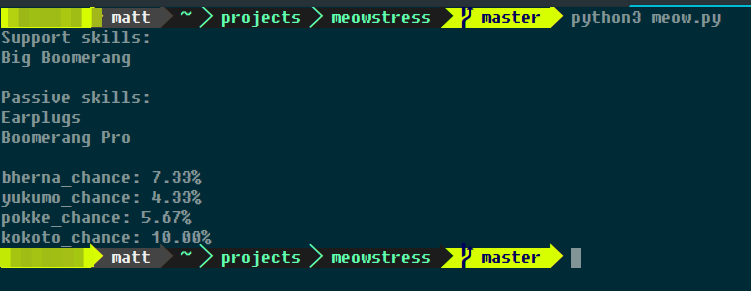 matt ~ projects meowstress master python3 meow.py
Support skills:
Big Boomerang
Passive skills:
Earplugs
Boomerang Pro
bherna_chance: 7.33%
yukumo_chance: 4.33%
pokke_chance: 5.67%
kokoto_chance: 10.00%
matt ~ projects meowstress master